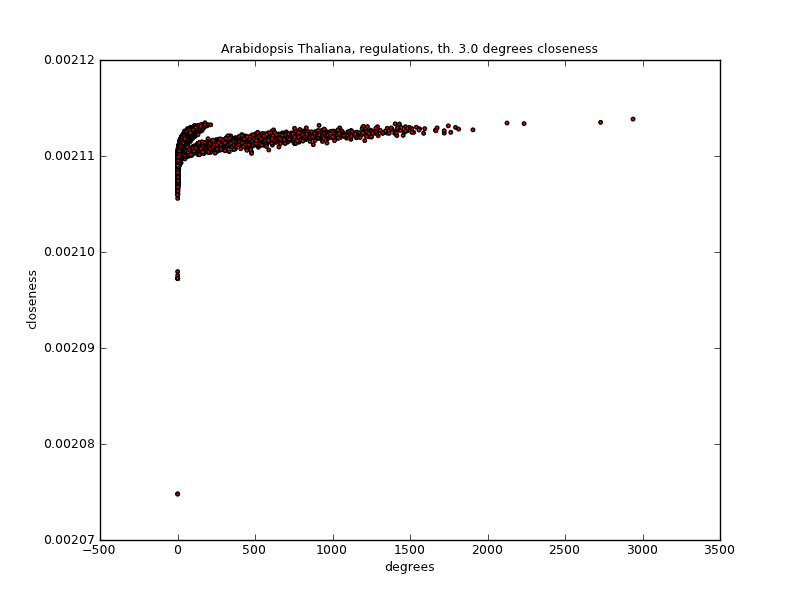 Arabidopsis Thaliana, regulations, th. 3.0 degrees closeness
0.00212
0.00211
0.00210
0.00209
0.00208
0.00207
closeness
−500 0 500 1000 1500 2000 2500 3000 3500
degrees